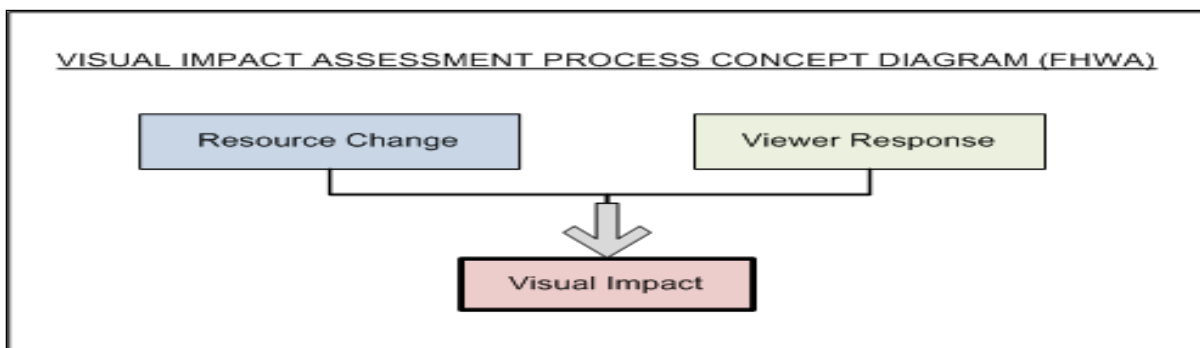 VISUAL IMPACT ASSESSMENT PROCESS CONCEPT DIAGRAM (FHWA)
Resource Change
Viewer Response
Visual Impact